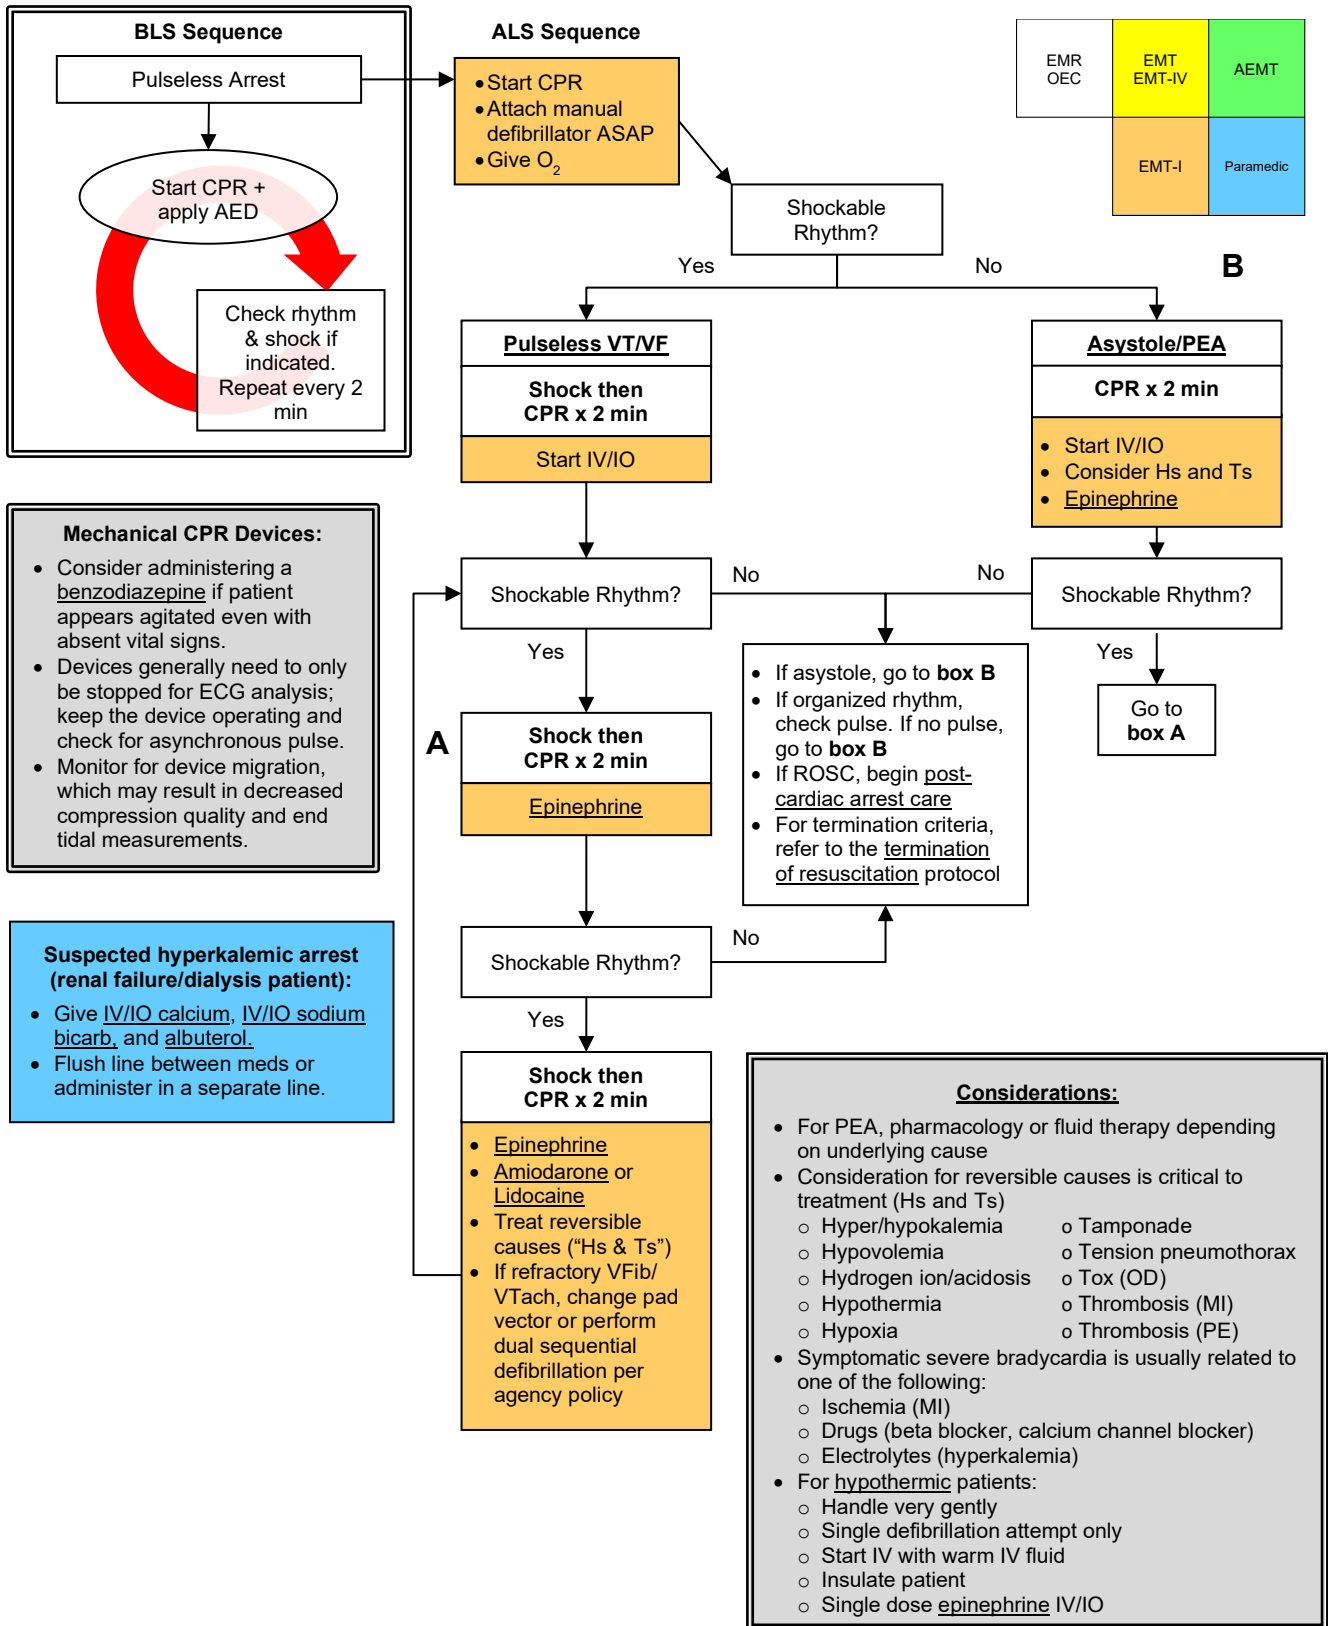 BLS Sequence
Pulseless Arrest
Start CPR +
apply AED
Check rhythm
& shock if
indicated.
Repeat every 2
min
ALS Sequence
•Start CPR
•Attach manual
defibrillator ASAP
•Give O2
EMR
OEC
EMT
EMT-IV
AEMT
EMT-I
Paramedic
Shockable
Rhythm?
Yes
No
B
Pulseless VT/VF
Shock then
CPR x 2 min
Start IV/IO
Asystole/PEA
CPR x 2 min
• Start IV/IO
• Consider Hs and Ts
• Epinephrine
Mechanical CPR Devices:
• Consider administering a
benzodiazepine if patient
appears agitated even with
absent vital signs.
• Devices generally need to only
be stopped for ECG analysis;
keep the device operating and
check for asynchronous pulse.
• Monitor for device migration,
which may result in decreased
compression quality and end
tidal measurements.
Shockable Rhythm?
No
No
Shockable Rhythm?
Yes
Yes
• If asystole, go to box B
• If organized rhythm,
check pulse. If no pulse,
go to box B
• If ROSC, begin post-
cardiac arrest care
• For termination criteria,
refer to the termination
of resuscitation protocol
Go to
box A
A
Shock then
CPR x 2 min
Epinephrine
Shockable Rhythm?
No
Yes
Suspected hyperkalemic arrest
(renal failure/dialysis patient):
• Give IV/IO calcium, IV/IO sodium
bicarb, and albuterol.
• Flush line between meds or
administer in a separate line.
Shock then
CPR x 2 min
• Epinephrine
• Amiodarone or
Lidocaine
• Treat reversible
causes (“Hs & Ts”)
• If refractory VFib/
VTach, change pad
vector or perform
dual sequential
defibrillation per
agency policy
Considerations:
• For PEA, pharmacology or fluid therapy depending
on underlying cause
• Consideration for reversible causes is critical to
treatment (Hs and Ts)
o Hyper/hypokalemia o Tamponade
o Hypovolemia o Tension pneumothorax
o Hydrogen ion/acidosis o Tox (OD)
o Hypothermia o Thrombosis (MI)
o Hypoxia o Thrombosis (PE)
• Symptomatic severe bradycardia is usually related to
one of the following:
o Ischemia (MI)
o Drugs (beta blocker, calcium channel blocker)
o Electrolytes (hyperkalemia)
• For hypothermic patients:
o Handle very gently
o Single defibrillation attempt only
o Start IV with warm IV fluid
o Insulate patient
o Single dose epinephrine IV/IO